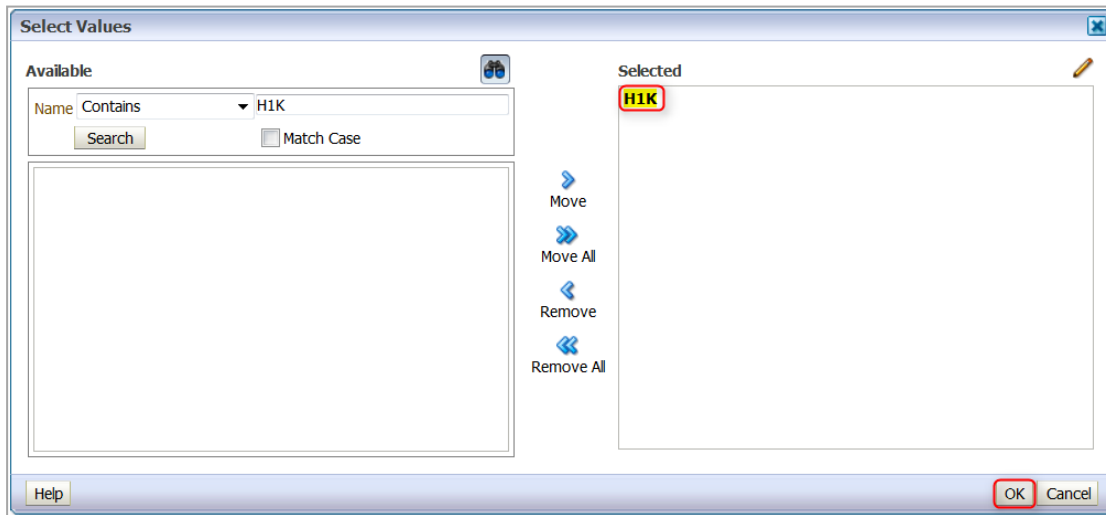 Select Values
Available
Selected
Name Contains H1K
H1K
Search Match Case
Move
Move All
Remove
Remove All
Help
OK Cancel